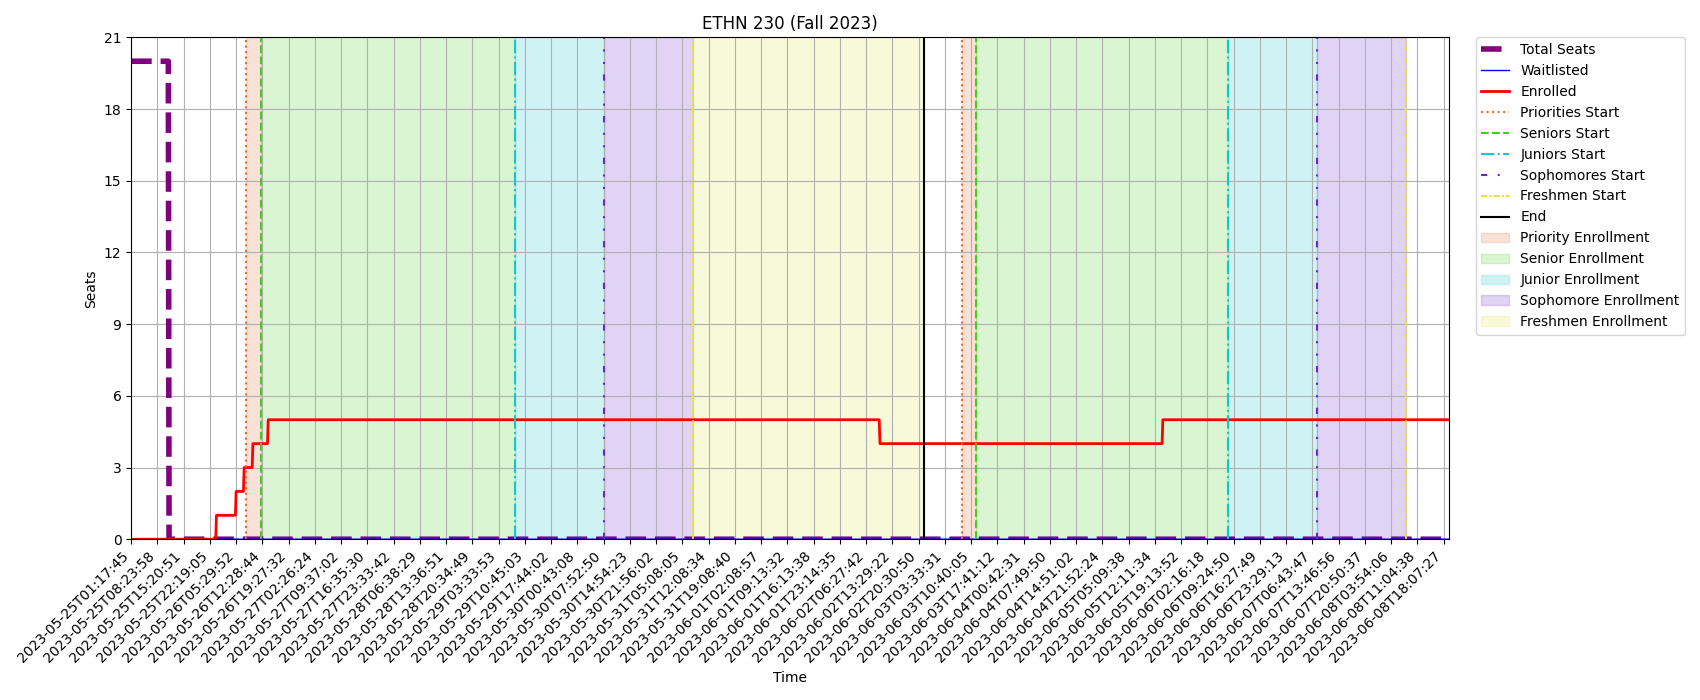 ETHN 230 (Fall 2023)
Seats
21
18
15
12
9
6
3
0
2023-05-25T01:17:45
2023-05-25T08:23:58
2023-05-25T15:20:51
2023-05-25T22:19:05
2023-05-26T05:29:52
2023-05-26T12:28:44
2023-05-26T19:27:32
2023-05-27T02:26:24
2023-05-27T09:37:02
2023-05-27T16:35:30
2023-05-27T23:33:42
2023-05-28T06:38:29
2023-05-28T13:36:51
2023-05-28T20:34:49
2023-05-29T03:33:53
2023-05-29T10:45:03
2023-05-29T17:44:02
2023-05-30T00:43:08
2023-05-30T07:52:50
2023-05-30T14:54:23
2023-05-30T21:56:02
2023-05-31T05:08:05
2023-05-31T12:08:34
2023-05-31T19:08:40
2023-06-01T02:08:57
2023-06-01T09:13:32
2023-06-01T16:13:38
2023-06-01T23:14:35
2023-06-02T06:27:42
2023-06-02T13:29:22
2023-06-02T20:30:50
2023-06-03T03:33:31
2023-06-03T10:40:05
2023-06-03T17:41:12
2023-06-04T00:42:31
2023-06-04T07:49:50
2023-06-04T14:51:02
2023-06-04T21:52:24
2023-06-05T05:09:38
2023-06-05T12:11:34
2023-06-05T19:13:52
2023-06-06T02:16:18
2023-06-06T09:24:50
2023-06-06T16:27:49
2023-06-06T23:29:13
2023-06-07T06:43:47
2023-06-07T13:46:56
2023-06-07T20:50:37
2023-06-08T03:54:06
2023-06-08T11:04:38
2023-06-08T18:07:27
Time
Total Seats
Waitlisted
Enrolled
Priorities Start
Seniors Start
Juniors Start
Sophomores Start
Freshmen Start
End
Priority Enrollment
Senior Enrollment
Junior Enrollment
Sophomore Enrollment
Freshmen Enrollment